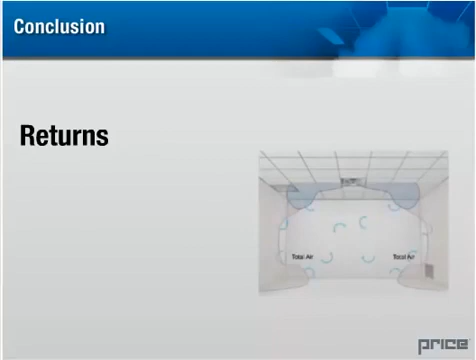 Conclusion
Returns
Total Air
Total Air
price